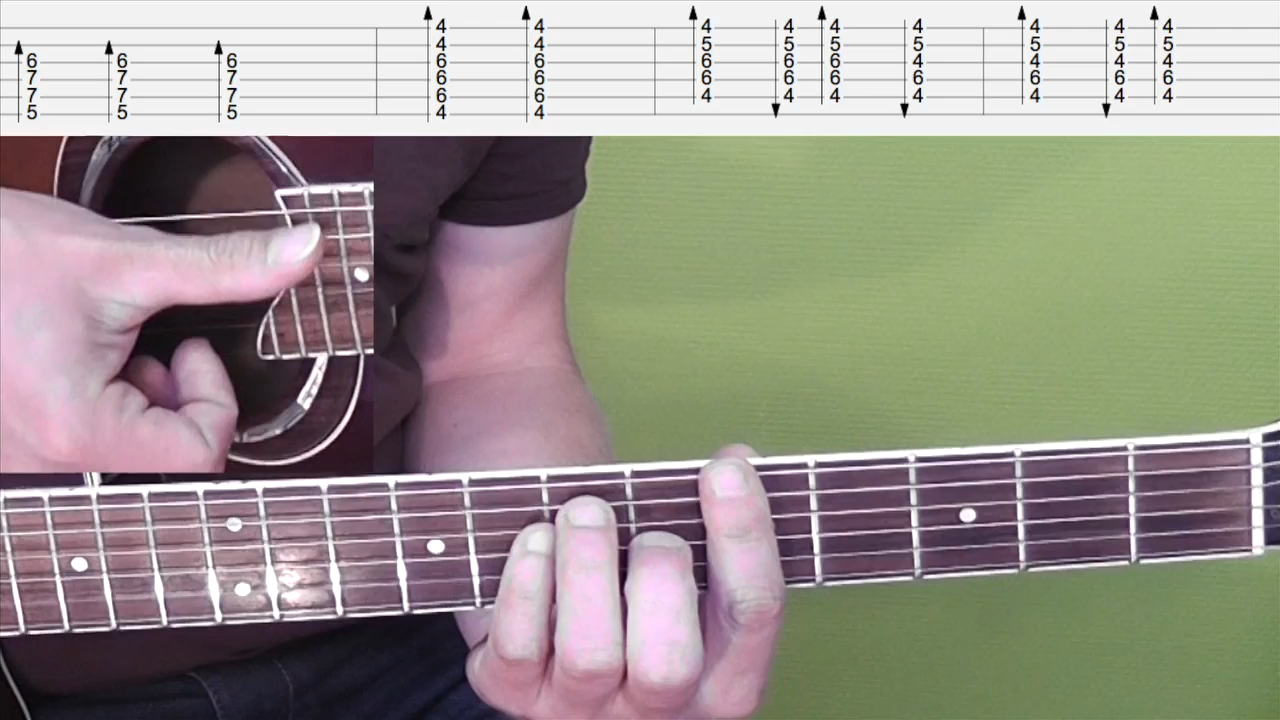 4 4 4 4 4 4 4 4 4
4 4 5 5 5 5 5 5 5
6 6 6 6 6 6 6 6 4 4 4 4
7 7 7 6 6 6 6 6 6 6 6 6
7 7 7 6 6 4 4 4 4 4 4 4
5 5 5 4 4